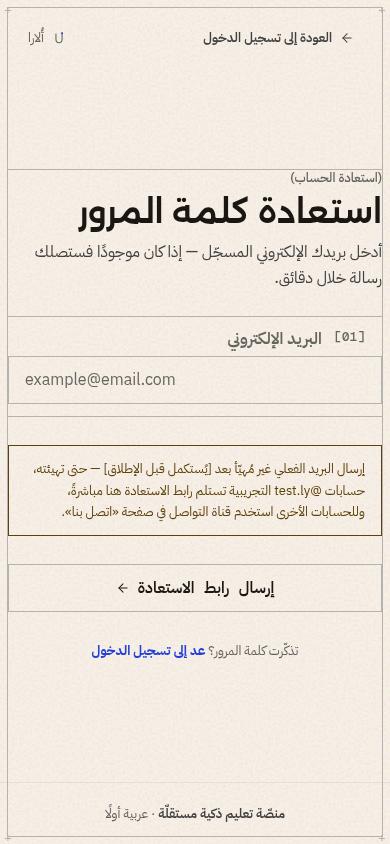 ← العودة إلى تسجيل الدخول
ألارا
(استعادة الحساب)
استعادة كلمة المرور
أدخل بريدك الإلكتروني المسجّل — إذا كان موجودًا فستصلك
رسالة خلال دقائق.
[01] البريد الإلكتروني
example@email.com
إرسال البريد الفعلي غير مُهيّأ بعد [يُستكمل قبل الإطلاق] — حتى تهيئته،
حسابات @test.ly التجريبية تستلم رابط الاستعادة هنا مباشرةً،
وللحسابات الأخرى استخدم قناة التواصل في صفحة «اتصل بنا».
إرسال رابط الاستعادة ←
تذكّرت كلمة المرور؟ عد إلى تسجيل الدخول
منصّة تعليم ذكية مستقلّة · عربية أولًا